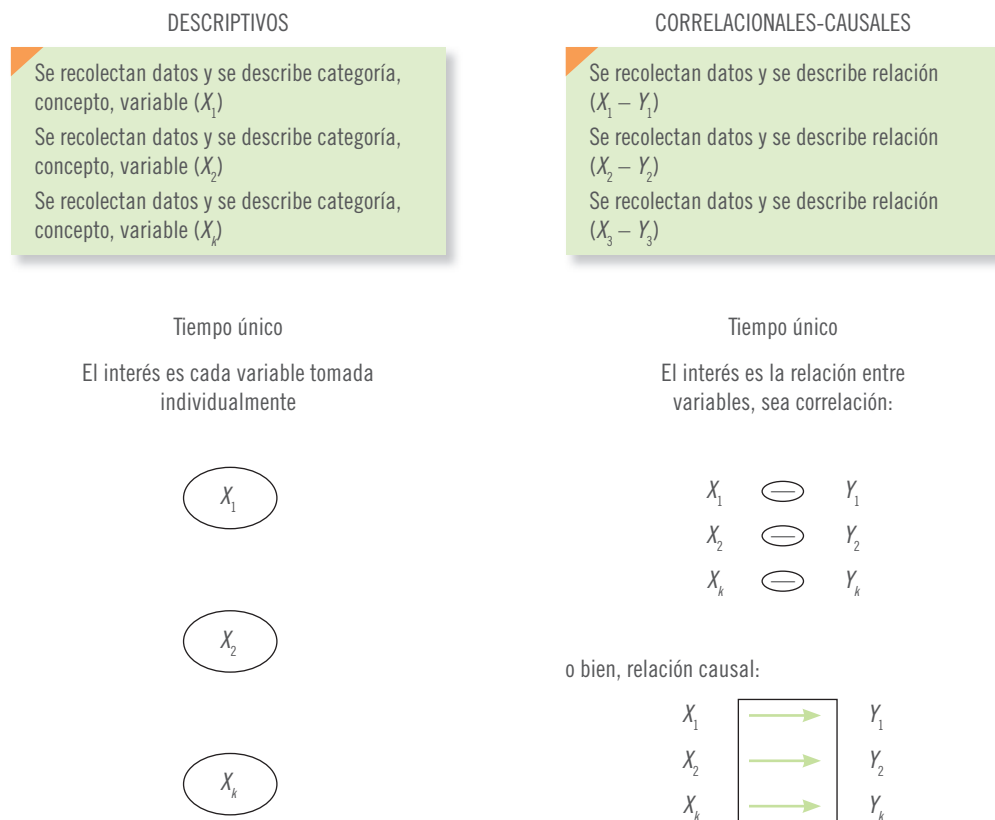 DESCRIPTIVOS
Se recolectan datos y se describe categoría,
concepto, variable (X₁)
Se recolectan datos y se describe categoría,
concepto, variable (X₂)
Se recolectan datos y se describe categoría,
concepto, variable (Xₖ)
Tiempo único
El interés es cada variable tomada
individualmente
X₁
X₂
Xₖ
CORRELACIONALES-CAUSALES
Se recolectan datos y se describe relación
(X₁ – Y₁)
Se recolectan datos y se describe relación
(X₂ – Y₂)
Se recolectan datos y se describe relación
(X₃ – Y₃)
Tiempo único
El interés es la relación entre
variables, sea correlación:
X₁ — Y₁
X₂ — Y₂
Xₖ — Yₖ
o bien, relación causal:
X₁ → Y₁
X₂ → Y₂
Xₖ → Yₖ